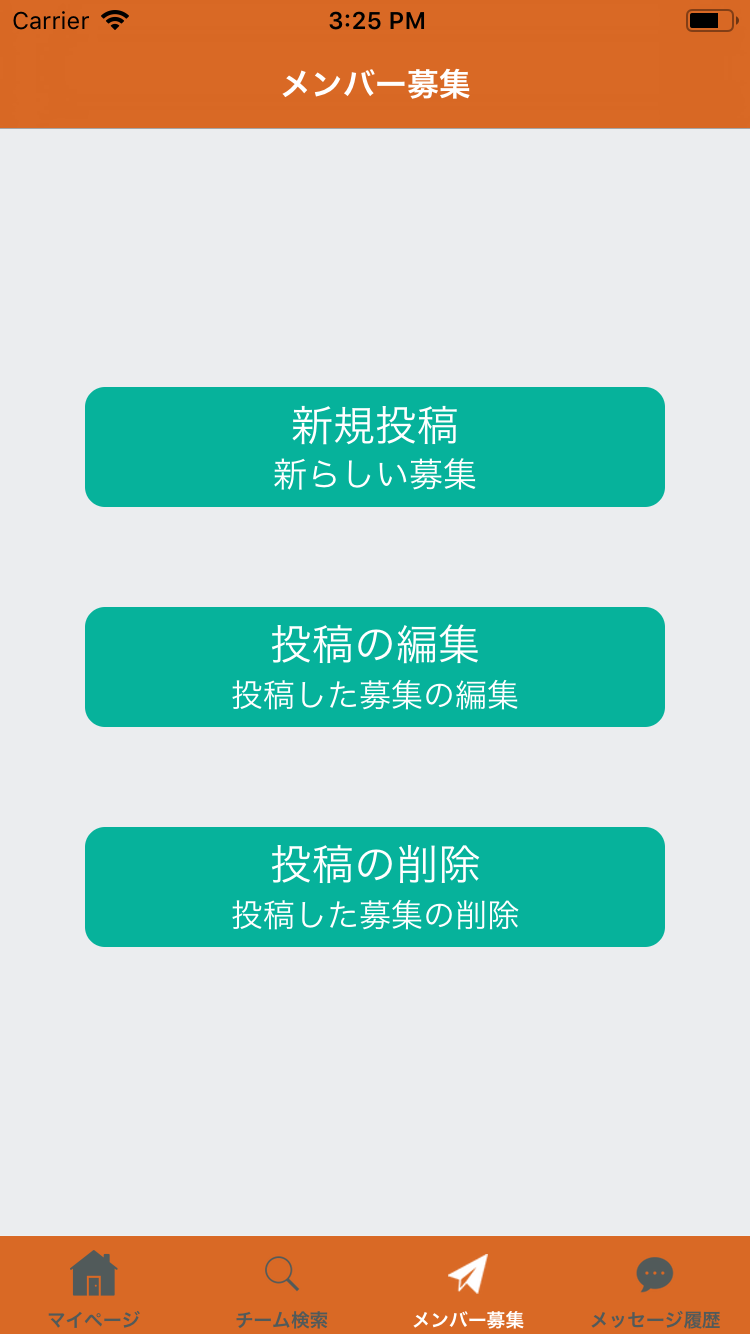 Carrier 3:25 PM
メンバー募集
新規投稿
新らしい募集
投稿の編集
投稿した募集の編集
投稿の削除
投稿した募集の削除
マイページ チーム検索 メンバー募集 メッセージ履歴